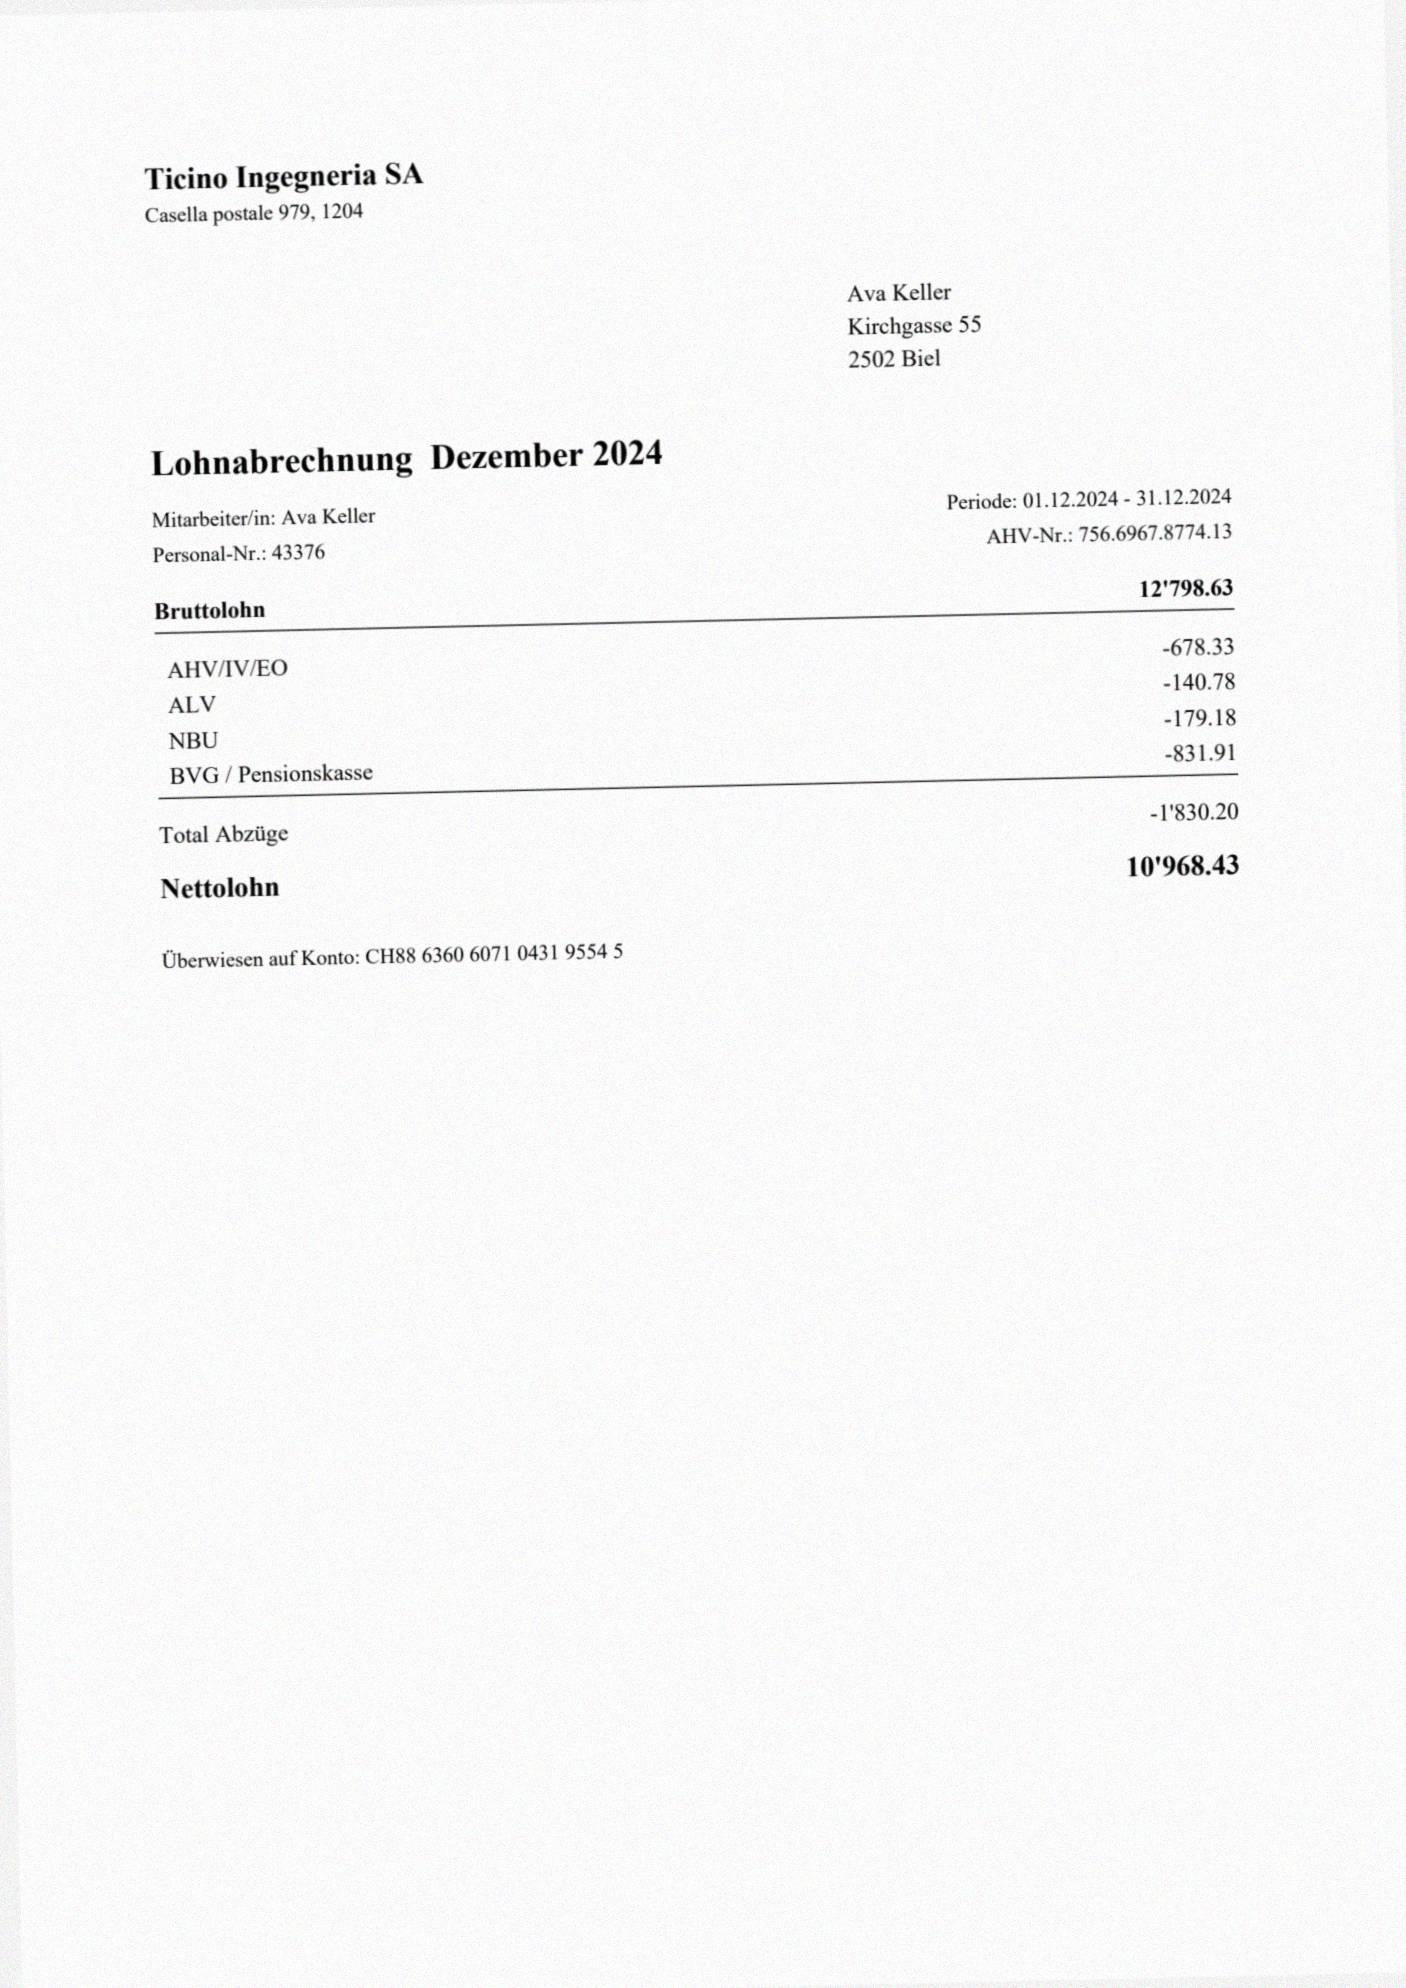 Ticino Ingegneria SA
Casella postale 979, 1204
Ava Keller
Kirchgasse 55
2502 Biel
Lohnabrechnung Dezember 2024
Mitarbeiter/in: Ava Keller Periode: 01.12.2024 - 31.12.2024
Personal-Nr.: 43376 AHV-Nr.: 756.6967.8774.13
Bruttolohn 12'798.63
AHV/IV/EO -678.33
ALV -140.78
NBU -179.18
BVG / Pensionskasse -831.91
Total Abzüge -1'830.20
Nettolohn 10'968.43
Überwiesen auf Konto: CH88 6360 6071 0431 9554 5